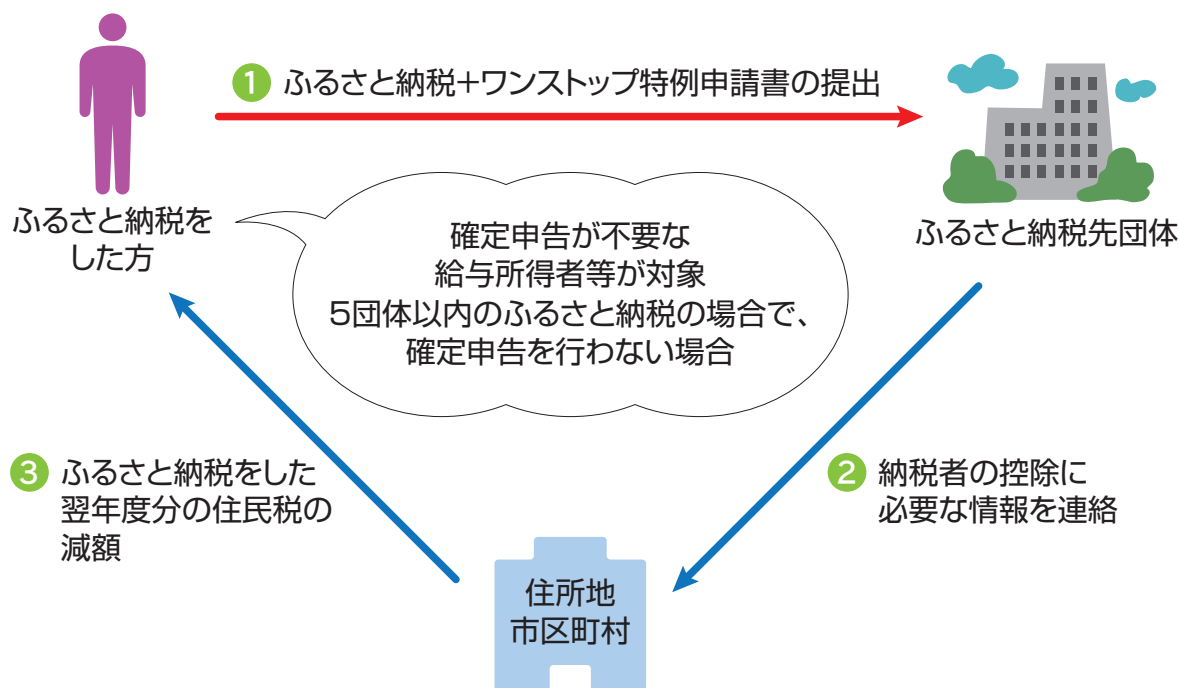 1 ふるさと納税+ワンストップ特例申請書の提出
ふるさと納税を
した方
ふるさと納税先団体
確定申告が不要な
給与所得者等が対象
5団体以内のふるさと納税の場合で、
確定申告を行わない場合
2 納税者の控除に
必要な情報を連絡
3 ふるさと納税をした
翌年度分の住民税の
減額
住所地
市区町村